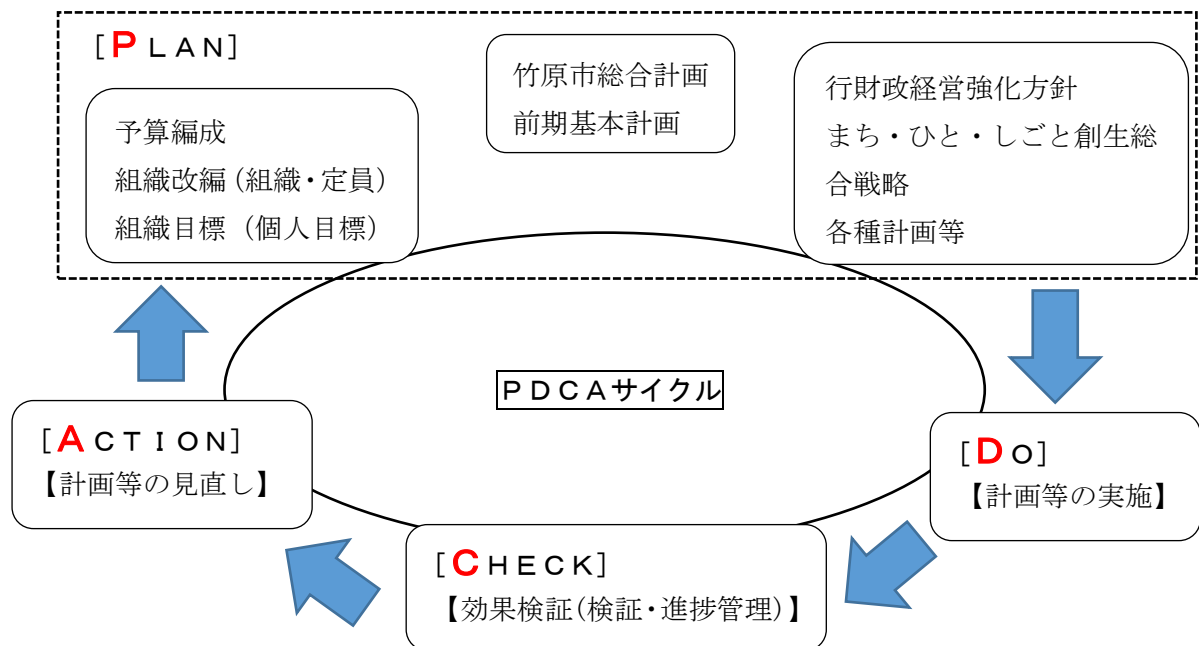 [ＰＬＡＮ]
竹原市総合計画
前期基本計画
行財政経営強化方針
まち・ひと・しごと創生総
合戦略
各種計画等
予算編成
組織改編（組織・定員）
組織目標（個人目標）
ＰＤＣＡサイクル
[ＡＣＴＩＯＮ]
【計画等の見直し】
[ＤＯ]
【計画等の実施】
[ＣＨＥＣＫ]
【効果検証（検証・進捗管理）】